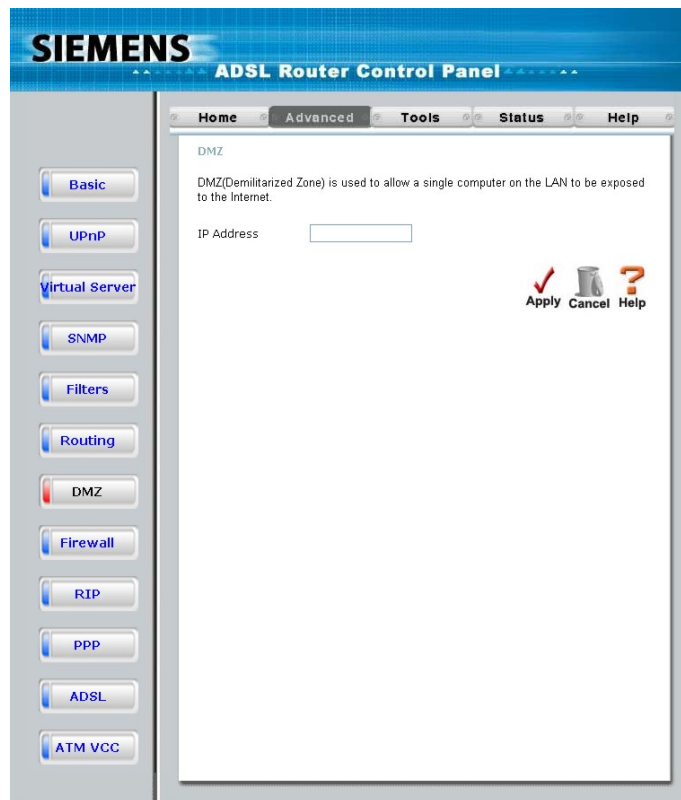 SIEMENS
ADSL Router Control Panel
Home Advanced Tools Status Help
Basic
UPnP
Virtual Server
SNMP
Filters
Routing
DMZ
Firewall
RIP
PPP
ADSL
ATM VCC
DMZ
DMZ(Demilitarized Zone) is used to allow a single computer on the LAN to be exposed
to the Internet.
IP Address
Apply Cancel Help